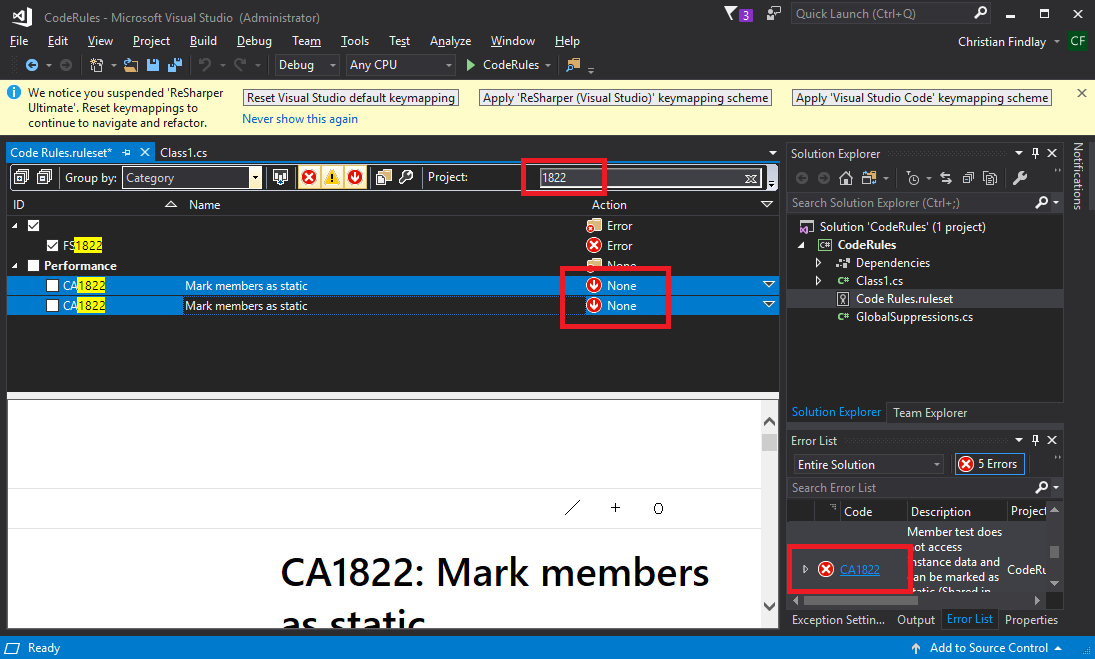 CodeRules - Microsoft Visual Studio (Administrator)
3
Quick Launch (Ctrl+Q)
File Edit View Project Build Debug Team Tools Test Analyze Window Help
Christian Findlay
CF
Debug
Any CPU
CodeRules
We notice you suspended 'ReSharper
Ultimate'. Reset keymappings to
continue to navigate and refactor.
Reset Visual Studio default keymapping
Apply 'ReSharper (Visual Studio)' keymapping scheme
Apply 'Visual Studio Code' keymapping scheme
Never show this again
Code Rules.ruleset*
Class1.cs
Group by:
Category
Project:
1822
ID
Name
Action
Error
FS1822
Error
Performance
None
CA1822
Mark members as static
None
CA1822
Mark members as static
None
CA1822: Mark members
as static
Solution Explorer
Search Solution Explorer (Ctrl+;)
Solution 'CodeRules' (1 project)
CodeRules
Dependencies
C# Class1.cs
Code Rules.ruleset
C# GlobalSuppressions.cs
Solution Explorer
Team Explorer
Notifications
Error List
Entire Solution
5 Errors
Search Error List
Code
Description
Project
CA1822
Member test does
not access
instance data and
can be marked as
static (Shared in
CodeRu
Exception Settin...
Output
Error List
Properties
Ready
Add to Source Control